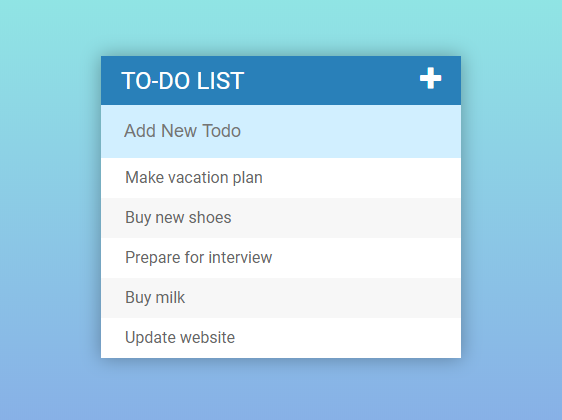 TO-DO LIST
Add New Todo
Make vacation plan
Buy new shoes
Prepare for interview
Buy milk
Update website